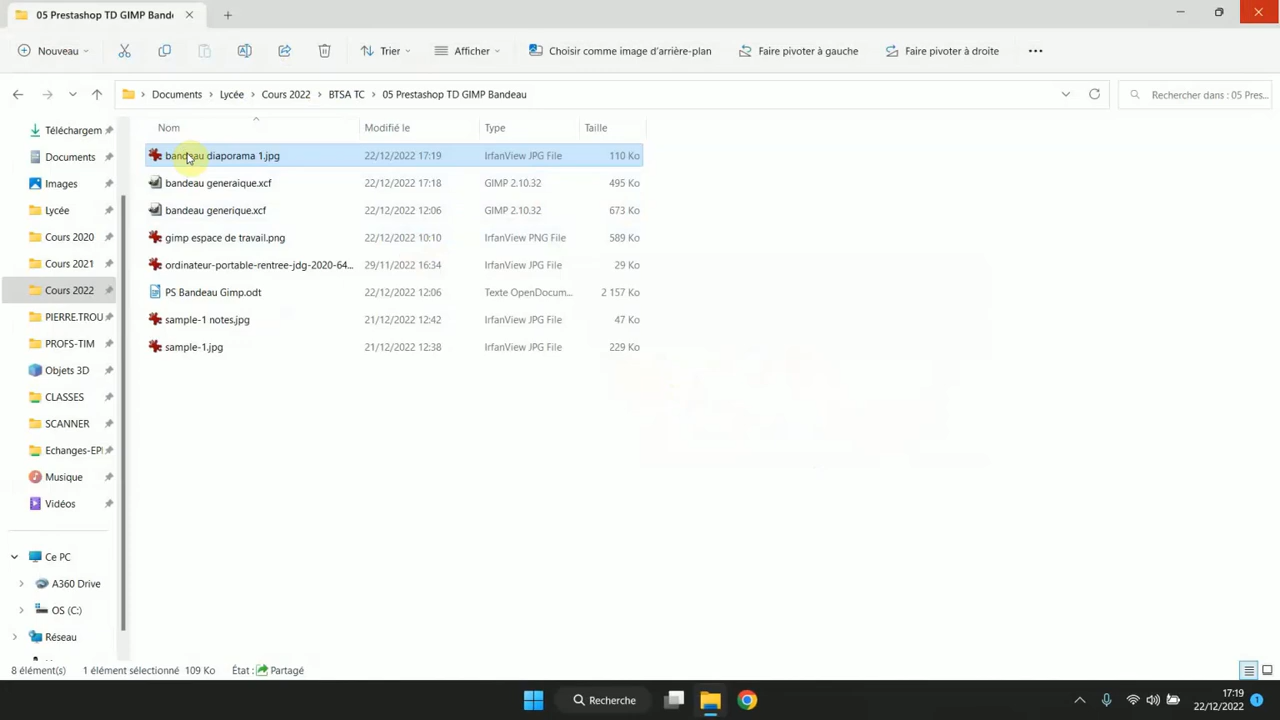 05 Prestashop TD GIMP Bande
Nouveau
Trier
Afficher
Choisir comme image d'arrière-plan
Faire pivoter à gauche
Faire pivoter à droite
Documents > Lycée > Cours 2022 > BTSA TC > 05 Prestashop TD GIMP Bandeau
Rechercher dans : 05 Pres...
Nom Modifié le Type Taille
bandeau diaporama 1.jpg 22/12/2022 17:19 IrfanView JPG File 110 Ko
bandeau generaique.xcf 22/12/2022 17:18 GIMP 2.10.32 495 Ko
bandeau generique.xcf 22/12/2022 12:06 GIMP 2.10.32 673 Ko
gimp espace de travail.png 22/12/2022 10:10 IrfanView PNG File 589 Ko
ordinateur-portable-rentree-jdg-2020-64... 29/11/2022 16:34 IrfanView JPG File 29 Ko
PS Bandeau Gimp.odt 22/12/2022 12:06 Texte OpenDocum... 2 157 Ko
sample-1 notes.jpg 21/12/2022 12:42 IrfanView JPG File 47 Ko
sample-1.jpg 21/12/2022 12:38 IrfanView JPG File 229 Ko
Téléchargem
Documents
Images
Lycée
Cours 2020
Cours 2021
Cours 2022
PIERRE.TROU
PROFS-TIM
Objets 3D
CLASSES
SCANNER
Echanges-EPI
Musique
Vidéos
Ce PC
A360 Drive
OS (C:)
Réseau
8 élément(s) 1 élément sélectionné 109 Ko État : Partagé
Recherche
17:19
22/12/2022
1